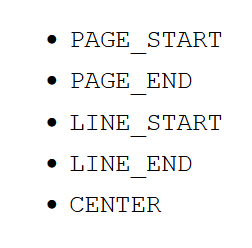 • PAGE_START
• PAGE_END
• LINE_START
• LINE_END
• CENTER